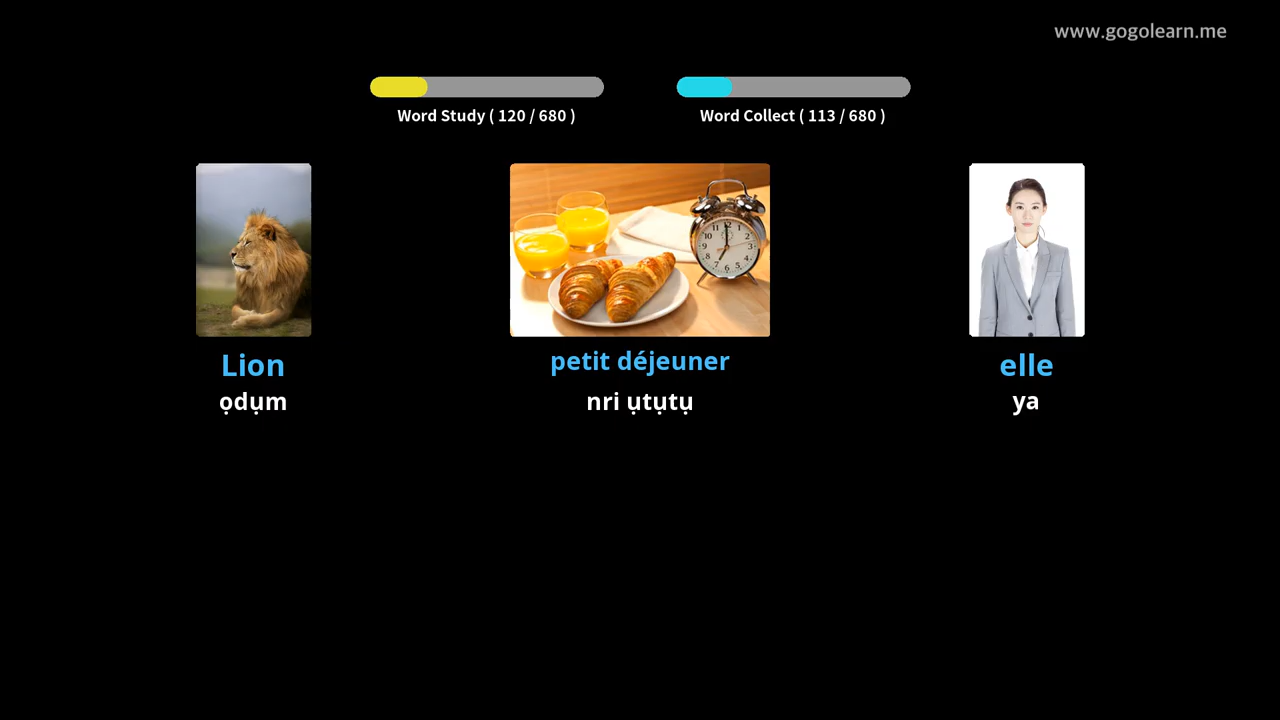 www.gogolearn.me
Word Study ( 120 / 680 )
Word Collect ( 113 / 680 )
Lion
ọdụm
petit déjeuner
nri ụtụtụ
elle
ya